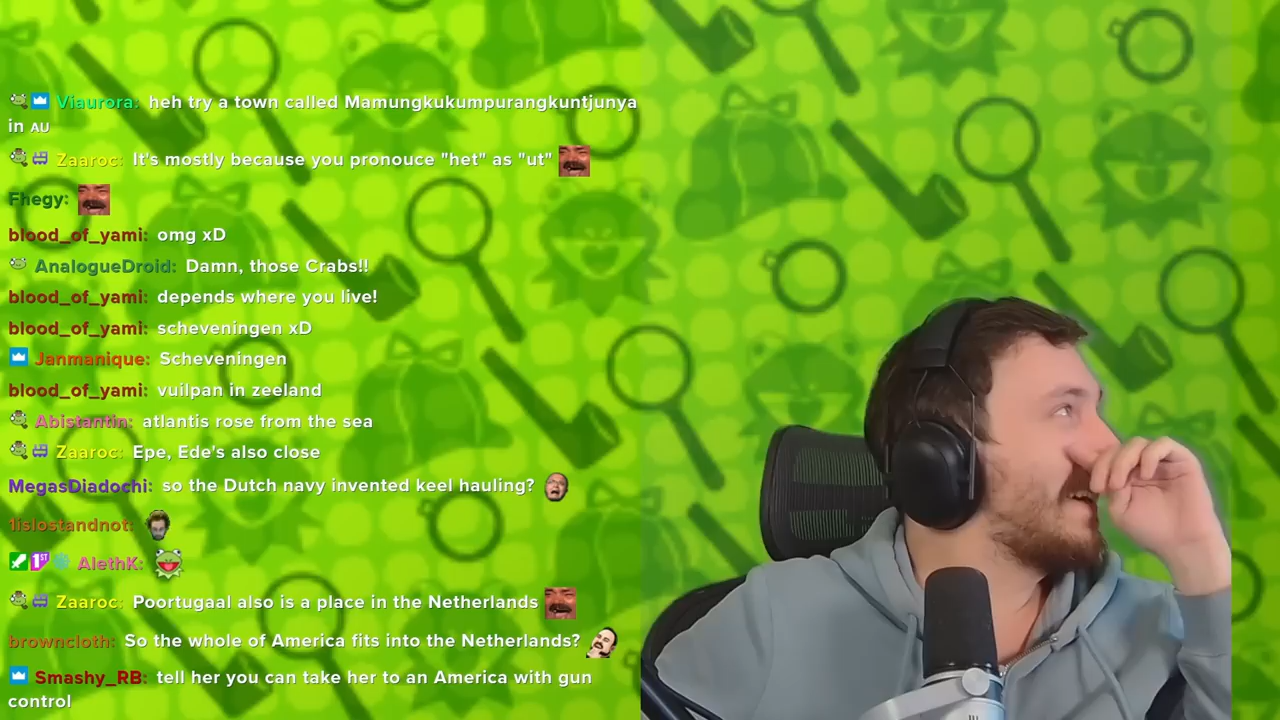 Viaurora: heh try a town called Mamungkukumpurangkuntjunya
in AU
Zaaroc: It's mostly because you pronouce "het" as "ut"
Fhegy:
blood_of_yami: omg xD
AnalogueDroid: Damn, those Crabs!!
blood_of_yami: depends where you live!
blood_of_yami: scheveningen xD
Janmanique: Scheveningen
blood_of_yami: vuilpan in zeeland
Abistantin: atlantis rose from the sea
Zaaroc: Epe, Ede's also close
MegasDiadochi: so the Dutch navy invented keel hauling?
1islostandnot:
1ST AlethK:
Zaaroc: Poortugaal also is a place in the Netherlands
browncloth: So the whole of America fits into the Netherlands?
Smashy_RB: tell her you can take her to an America with gun
control